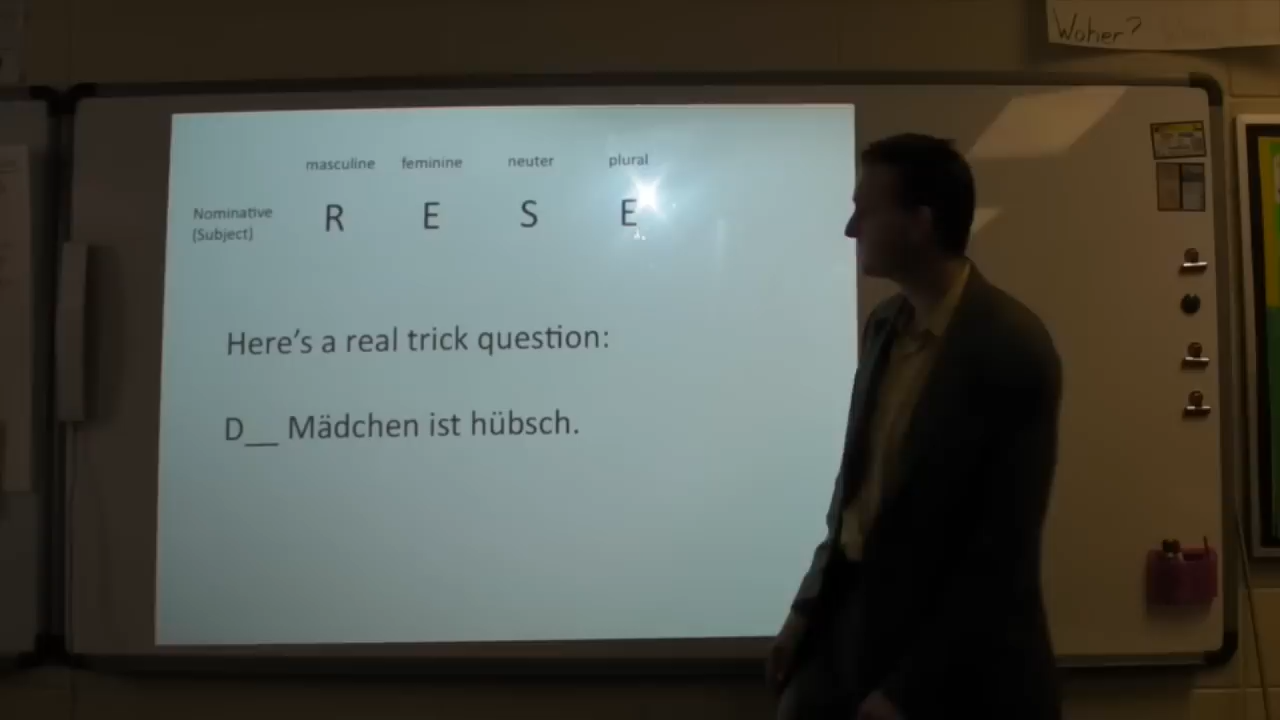 Woher?
masculine feminine neuter plural
Nominative R E S E
(Subject)
Here's a real trick question:
D__ Mädchen ist hübsch.